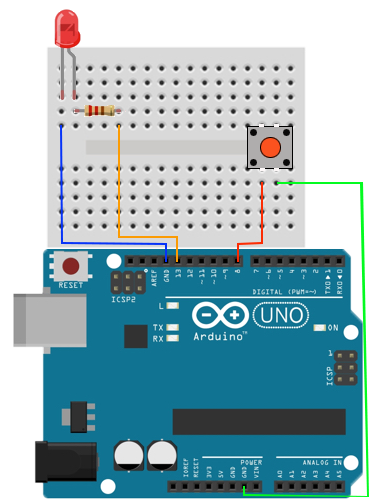 RESET
ICSP2
AREF
GND
13
12
~11
~10
~9
8
7
~6
~5
4
~3
2
TX▸1
RX◂0
DIGITAL (PWM=~)
L
TX
RX
UNO
Arduino™
ON
1
ICSP
IOREF
RESET
3V3
5V
GND
GND
VIN
POWER
A0
A1
A2
A3
A4
A5
ANALOG IN